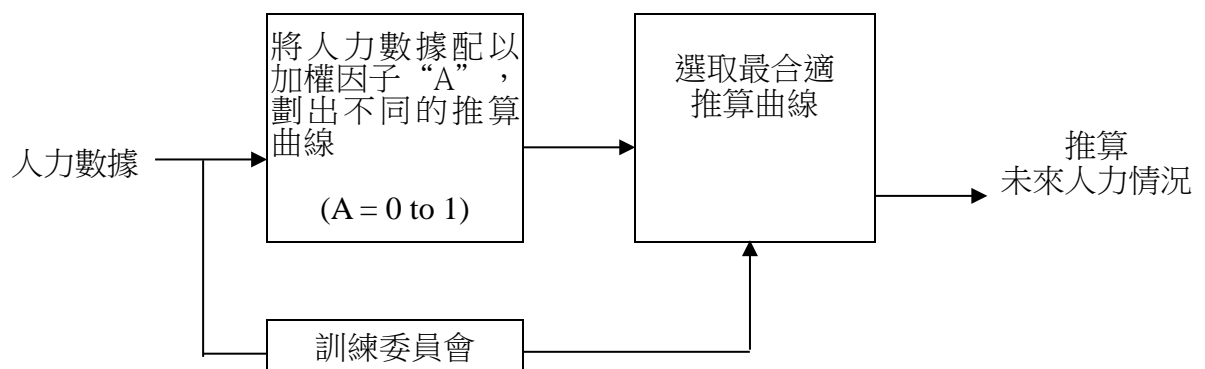 將人力數據配以
加權因子“A”，
劃出不同的推算
曲線
(A = 0 to 1)
選取最合適
推算曲線
人力數據
推算
未來人力情況
訓練委員會